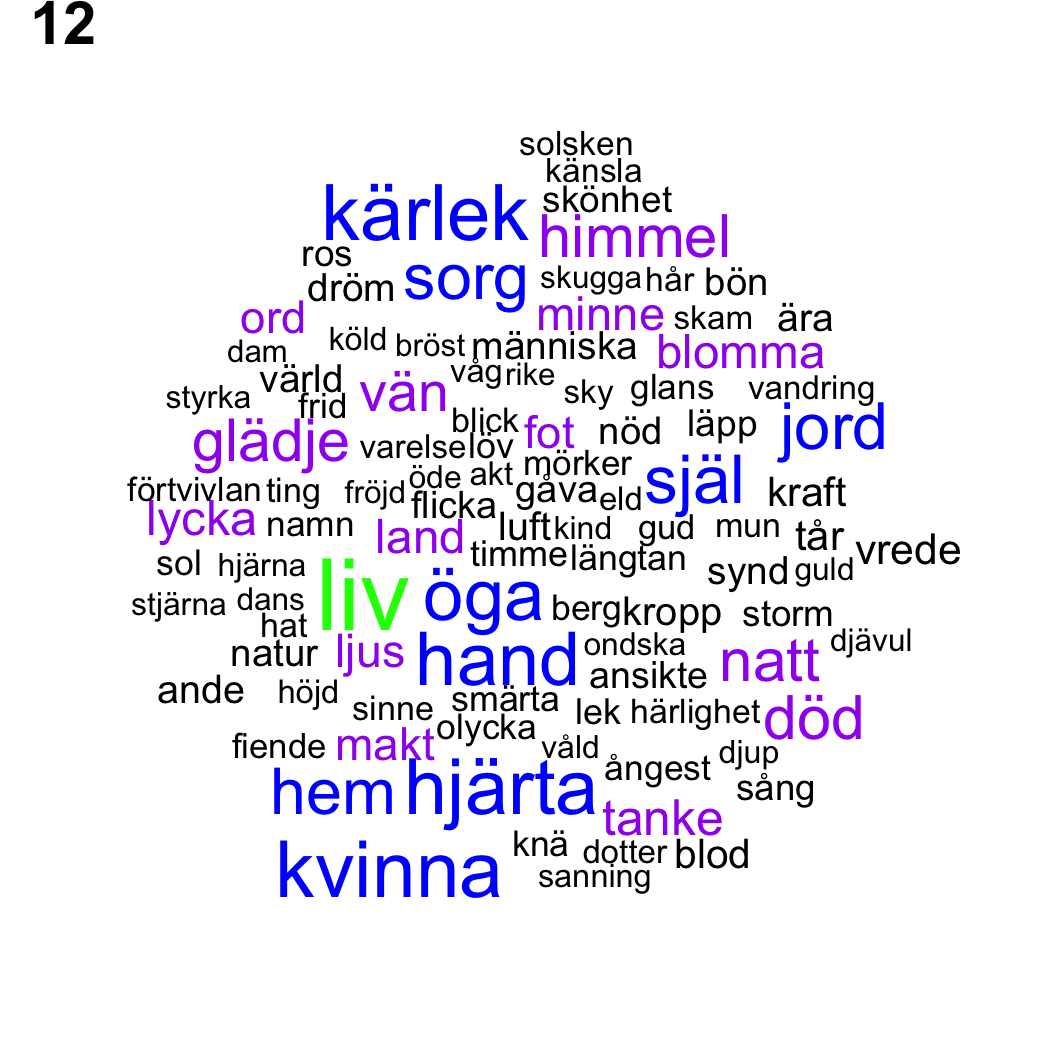 12
solsken
känsla
kärlek skönhet
himmel
ros
dröm sorg skugga hår bön
ord minne skam ära
dam köld bröst människa blomma
värld vän våg rike sky glans vandring
styrka frid
blick fot nöd läpp jord
glädje varelse löv
öde akt mörker själ
förtvivlan ting fröjd flicka gåva eld kraft
lycka namn land luft kind gud mun tår
timme längtan vrede
sol hjärna synd guld
stjärna dans liv öga berg kropp storm
hat
natur ljus hand ondska natt djävul
ansikte
ande höjd sinne smärta lek härlighet död
olycka
fiende makt våld djup
ångest
hem hjärta sång
tanke
kvinna knä dotter blod
sanning